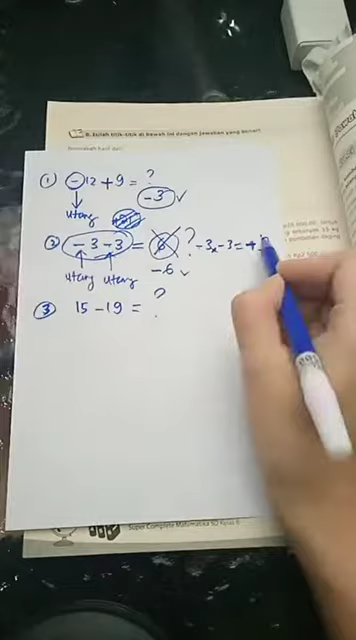 B. Isilah titik-titik di bawah ini dengan jawaban yang benar!
① -12 + 9 = ?
-3 ✓
utang
② -3 -3 = 6 ? -3 x -3 = +
-6 ✓
utang utang
③ 15 - 19 = ?
Super Complete Matematika SD Kelas 6